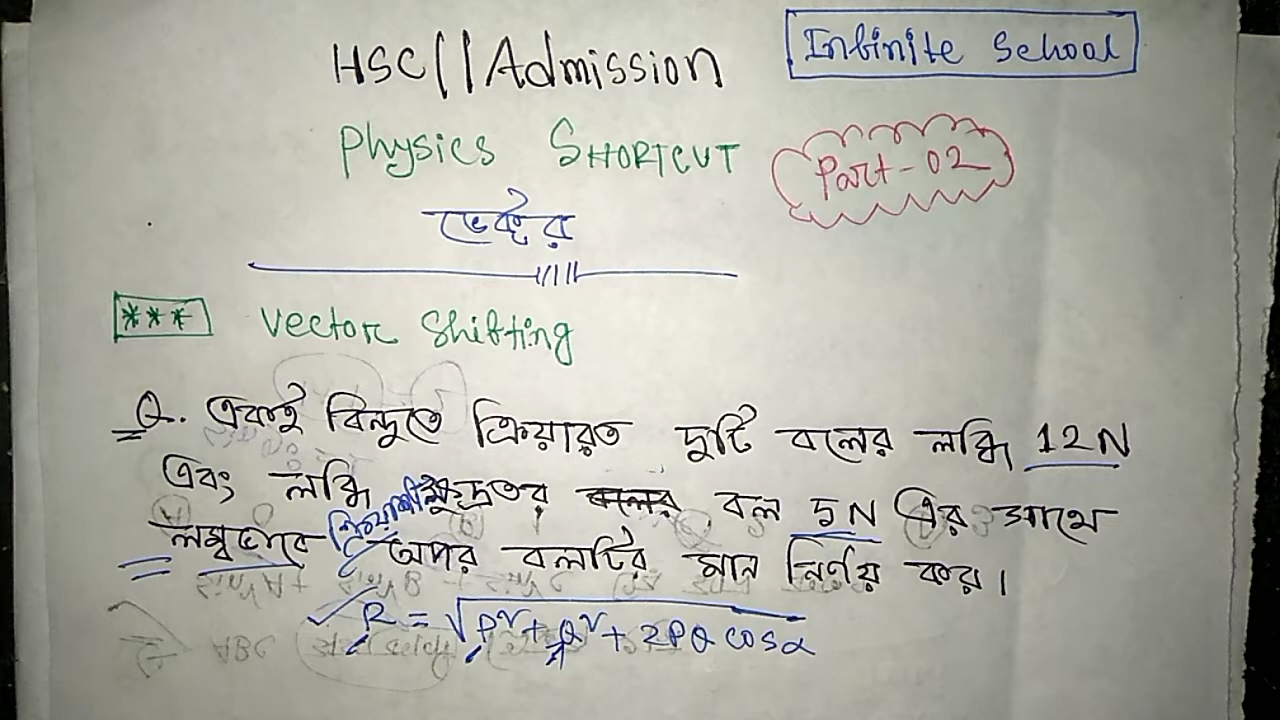 HSC||Admission
Infinite School
Physics SHORTCUT
Part-02
ভেক্টর
*** Vector Shifting
Q. একই বিন্দুতে ক্রিয়ারত দুটি বলের লব্ধি 12N
এবং লব্ধি ক্ষুদ্রতর বল 5N এর সাথে
লম্বভাবে ক্রিয়াশীল অপর বলটির মান নির্ণয় কর।
R = √P²+Q²+2PQ cosα
ABC